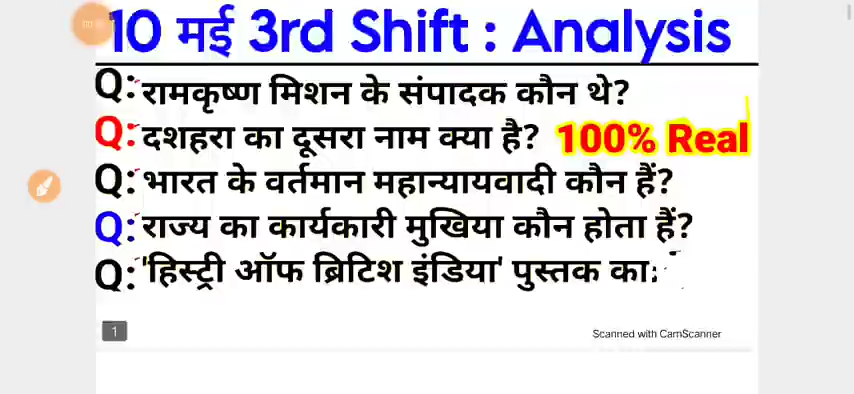 10 मई 3rd Shift : Analysis
Q: रामकृष्ण मिशन के संपादक कौन थे?
Q: दशहरा का दूसरा नाम क्या है? 100% Real
Q: भारत के वर्तमान महान्यायवादी कौन हैं?
Q: राज्य का कार्यकारी मुखिया कौन होता हैं?
Q: 'हिस्ट्री ऑफ ब्रिटिश इंडिया' पुस्तक का
1
Scanned with CamScanner